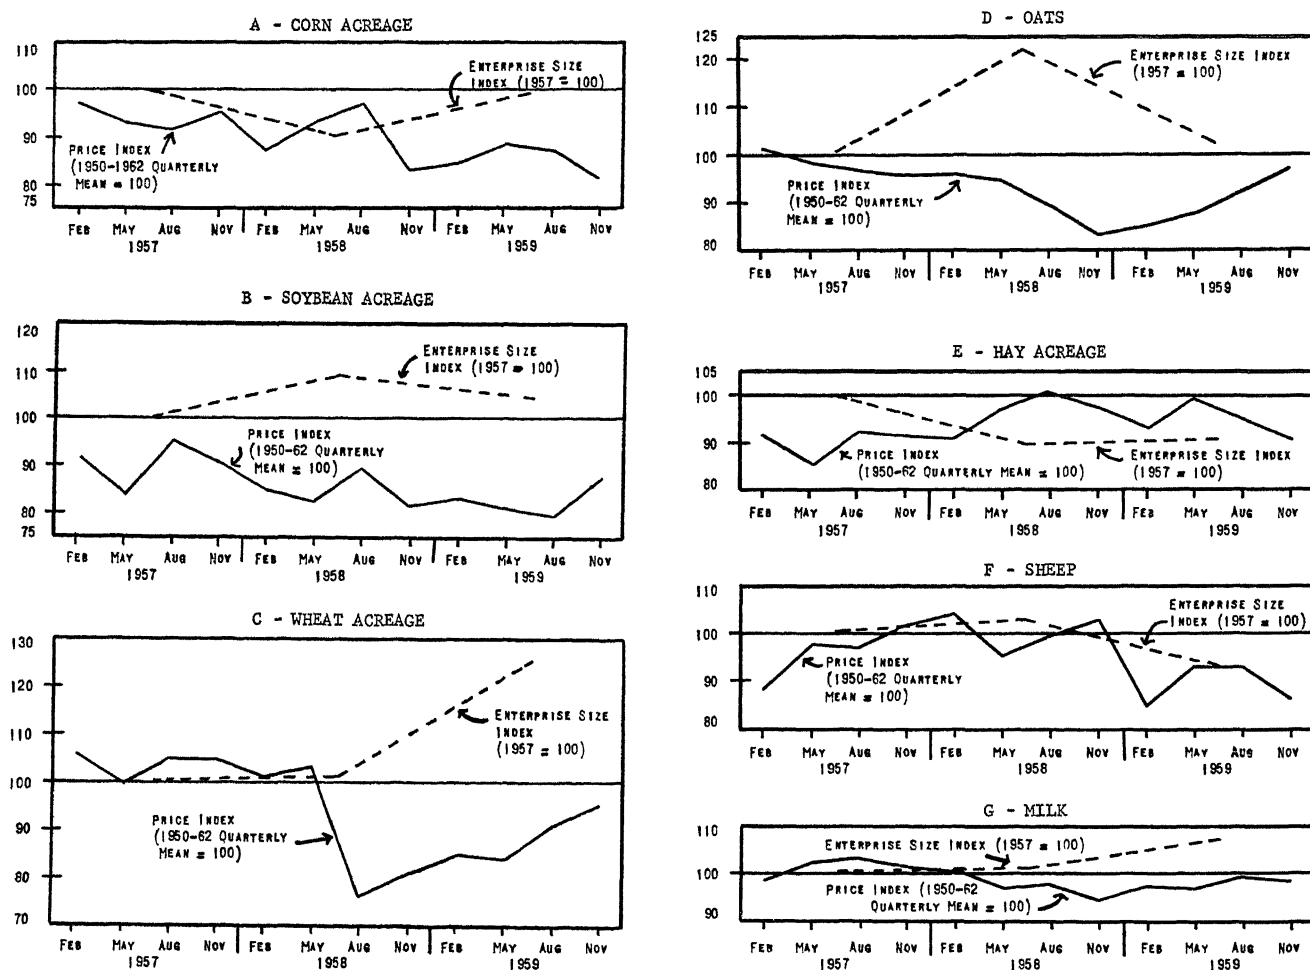 A - CORN ACREAGE
110
100
90
80
75
ENTERPRISE SIZE
INDEX (1957 = 100)
PRICE INDEX
(1950-1962 QUARTERLY
MEAN = 100)
FEB MAY AUG NOV FEB MAY AUG NOV FEB MAY AUG NOV
1957 1958 1959
B - SOYBEAN ACREAGE
120
110
100
90
80
75
ENTERPRISE SIZE
INDEX (1957 = 100)
PRICE INDEX
(1950-62 QUARTERLY
MEAN = 100)
FEB MAY AUG NOV FEB MAY AUG NOV FEB MAY AUG NOV
1957 1958 1959
C - WHEAT ACREAGE
130
120
110
100
90
80
70
ENTERPRISE SIZE
INDEX
(1957 = 100)
PRICE INDEX
(1950-62 QUARTERLY
MEAN = 100)
FEB MAY AUG NOV FEB MAY AUG NOV FEB MAY AUG NOV
1957 1958 1959
D - OATS
125
120
110
100
90
80
ENTERPRISE SIZE INDEX
(1957 = 100)
PRICE INDEX
(1950-62 QUARTERLY
MEAN = 100)
FEB MAY AUG NOV FEB MAY AUG NOV FEB MAY AUG NOV
1957 1958 1959
E - HAY ACREAGE
105
100
90
80
PRICE INDEX
(1950-62 QUARTERLY MEAN = 100)
ENTERPRISE SIZE INDEX
(1957 = 100)
FEB MAY AUG NOV FEB MAY AUG NOV FEB MAY AUG NOV
1957 1958 1959
F - SHEEP
110
100
90
80
ENTERPRISE SIZE
INDEX (1957 = 100)
PRICE INDEX
(1950-62 QUARTERLY
MEAN = 100)
FEB MAY AUG NOV FEB MAY AUG NOV FEB MAY AUG NOV
1957 1958 1959
G - MILK
110
100
90
ENTERPRISE SIZE INDEX (1957 = 100)
PRICE INDEX (1950-62
QUARTERLY MEAN = 100)
FEB MAY AUG NOV FEB MAY AUG NOV FEB MAY AUG NOV
1957 1958 1959